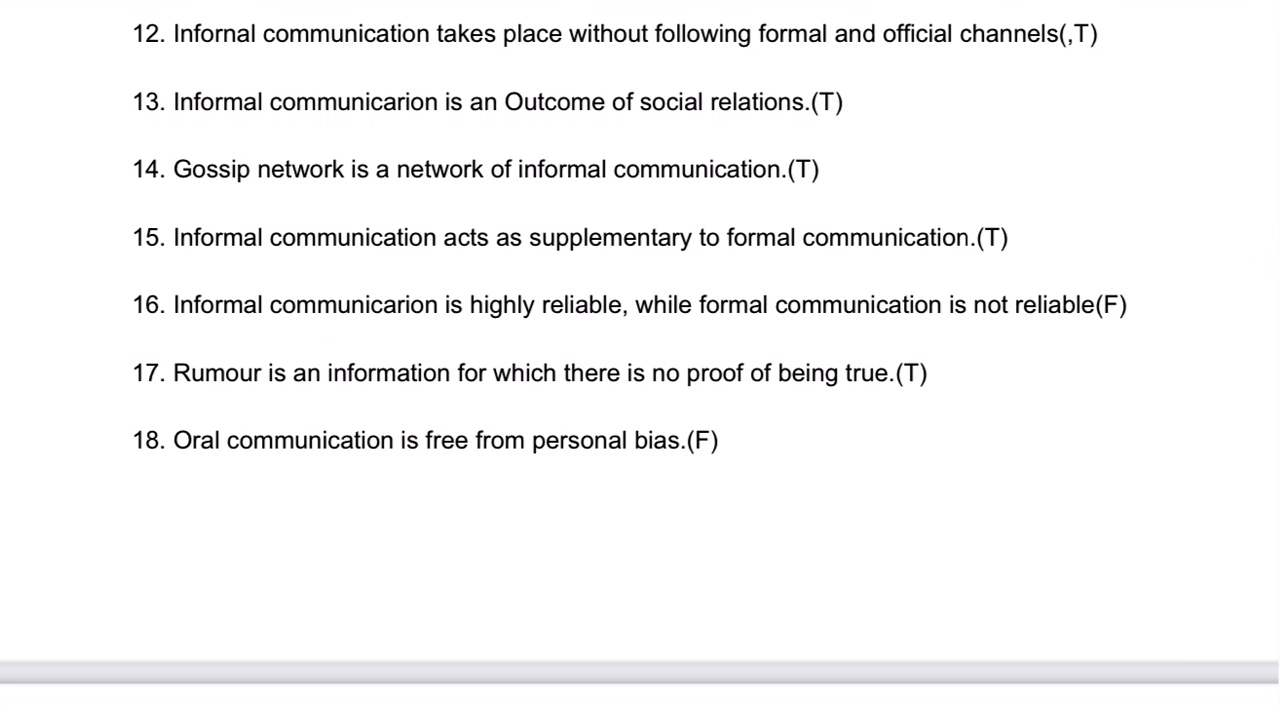 12. Infornal communication takes place without following formal and official channels(,T)
13. Informal communicarion is an Outcome of social relations.(T)
14. Gossip network is a network of informal communication.(T)
15. Informal communication acts as supplementary to formal communication.(T)
16. Informal communicarion is highly reliable, while formal communication is not reliable(F)
17. Rumour is an information for which there is no proof of being true.(T)
18. Oral communication is free from personal bias.(F)